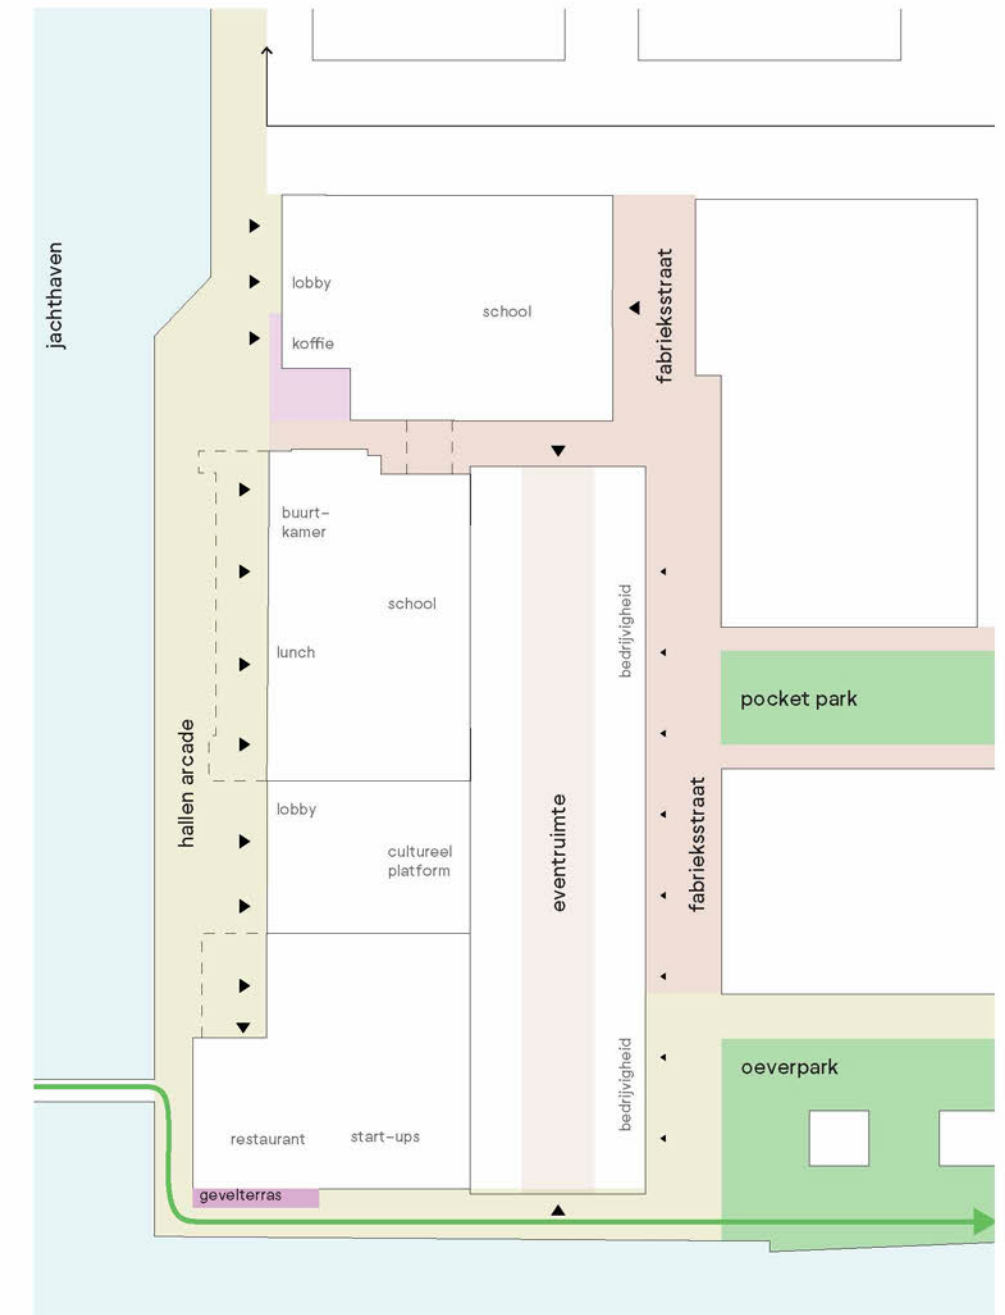 jachthaven
lobby
koffie
school
fabrieksstraat
buurt-
kamer
school
lunch
bedrijvigheid
pocket park
hallen arcade
lobby
cultureel
platform
eventruimte
fabrieksstraat
oeverpark
bedrijvigheid
restaurant
start-ups
gevelterras